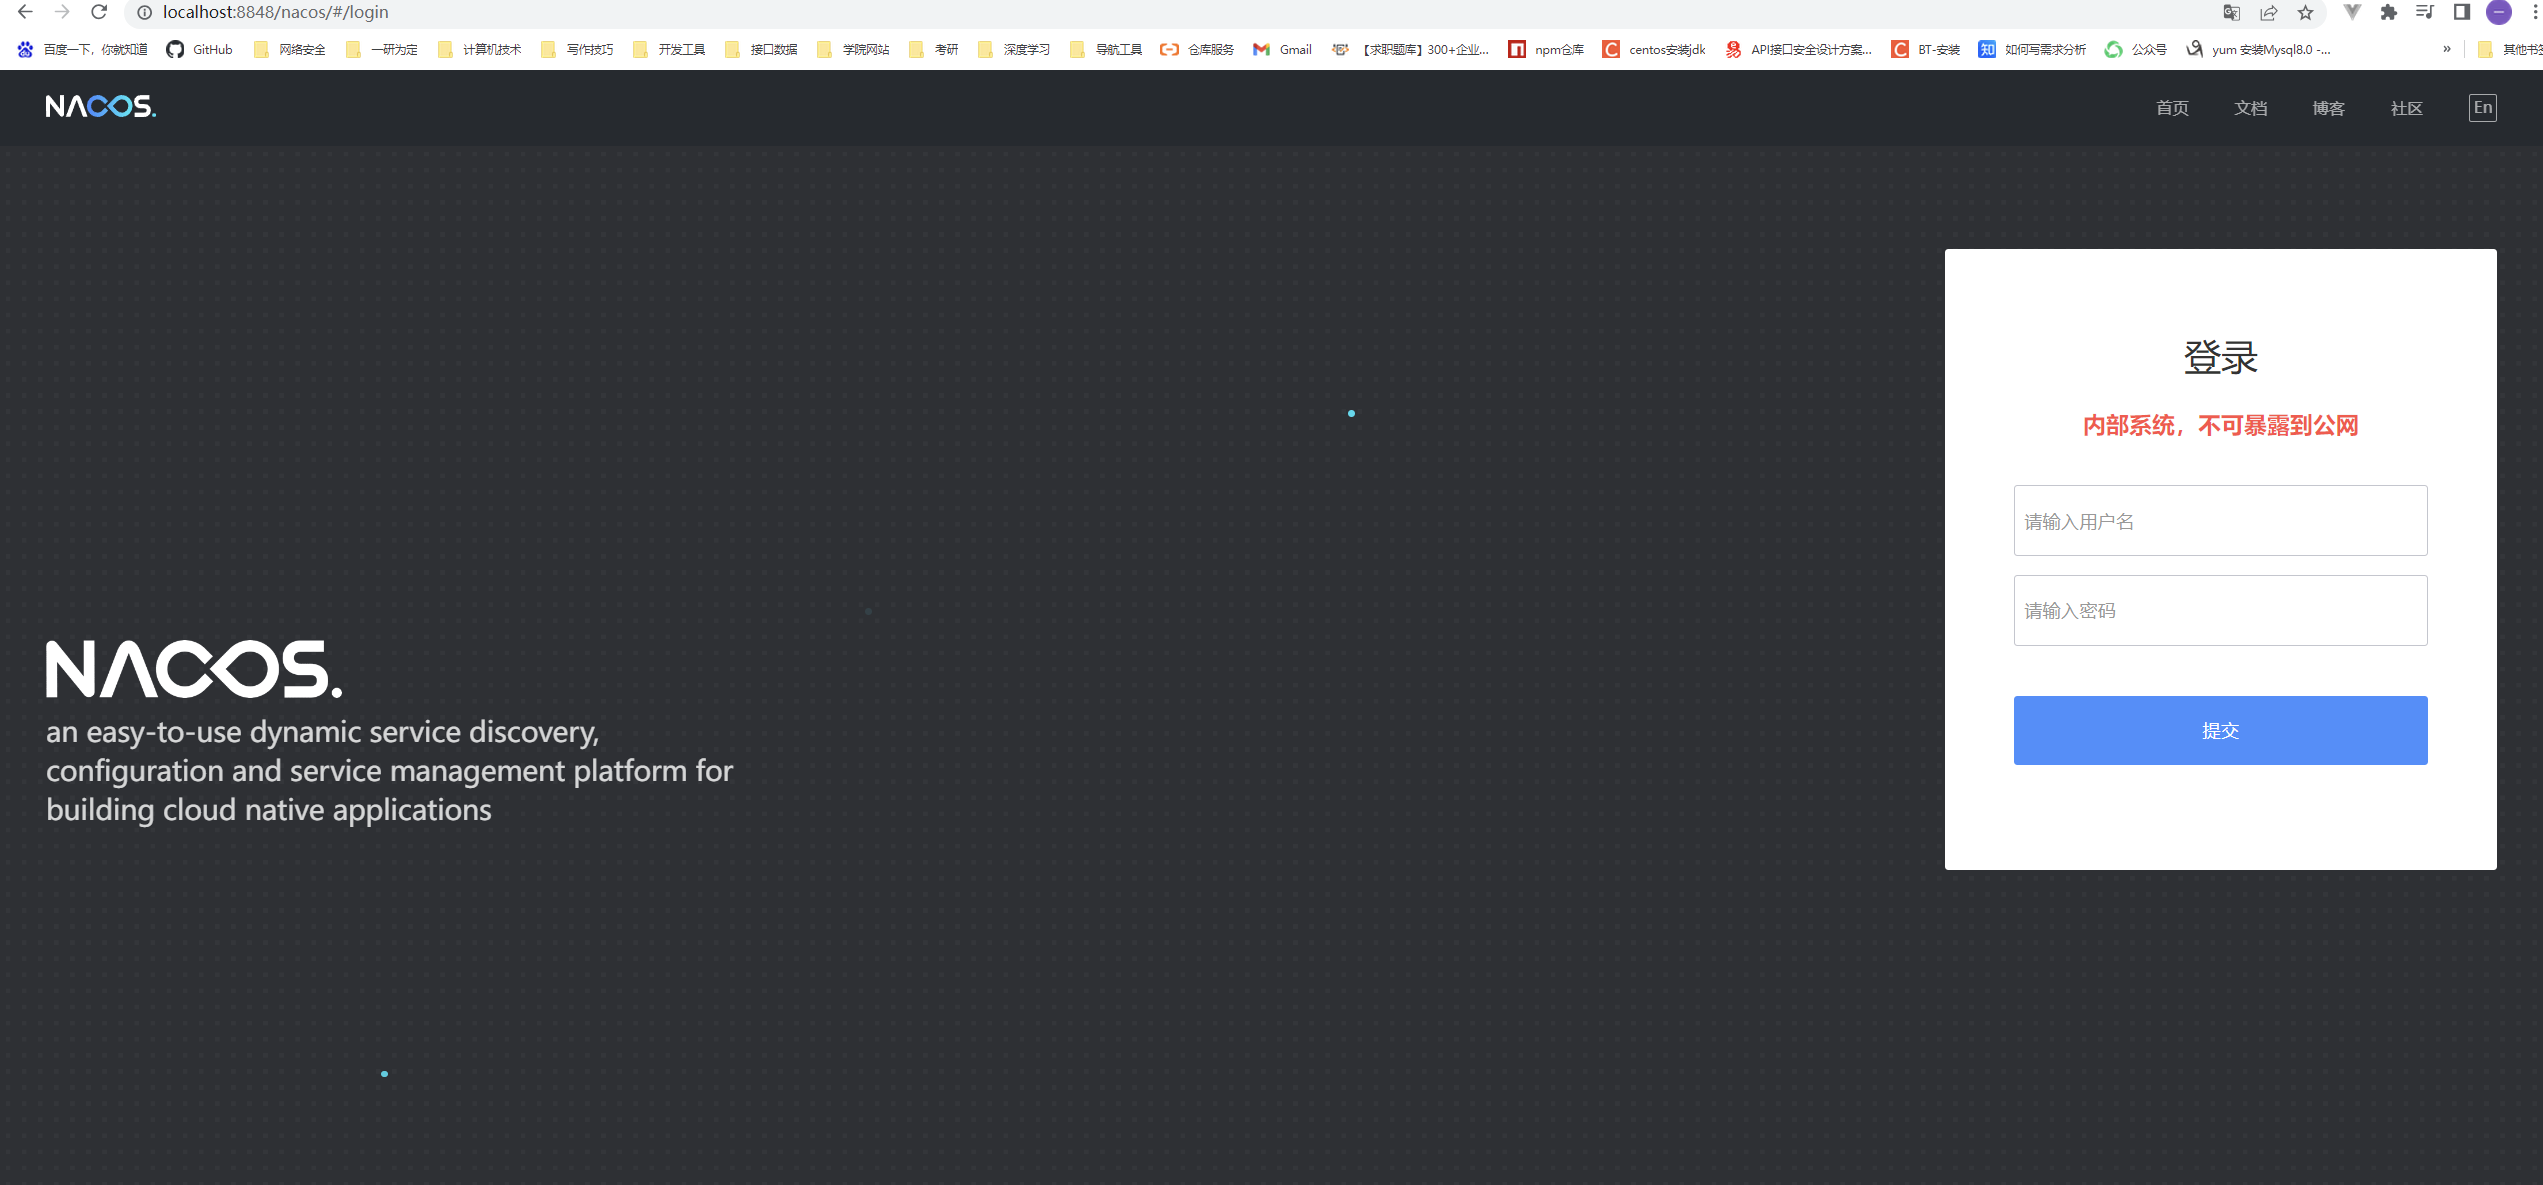 localhost:8848/nacos/#/login
百度一下，你就知道 GitHub 网络安全 一研为定 计算机技术 写作技巧 开发工具 接口数据 学院网站 考研 深度学习 导航工具 仓库服务 Gmail 【求职题库】300+企业... npm仓库 centos安装jdk API接口安全设计方案... BT-安装 如何写需求分析 公众号 yum 安装Mysql8.0 -... » 其他书签
NACOS.
首页 文档 博客 社区 En
登录
内部系统，不可暴露到公网
请输入用户名
请输入密码
提交
NACOS.
an easy-to-use dynamic service discovery,
configuration and service management platform for
building cloud native applications